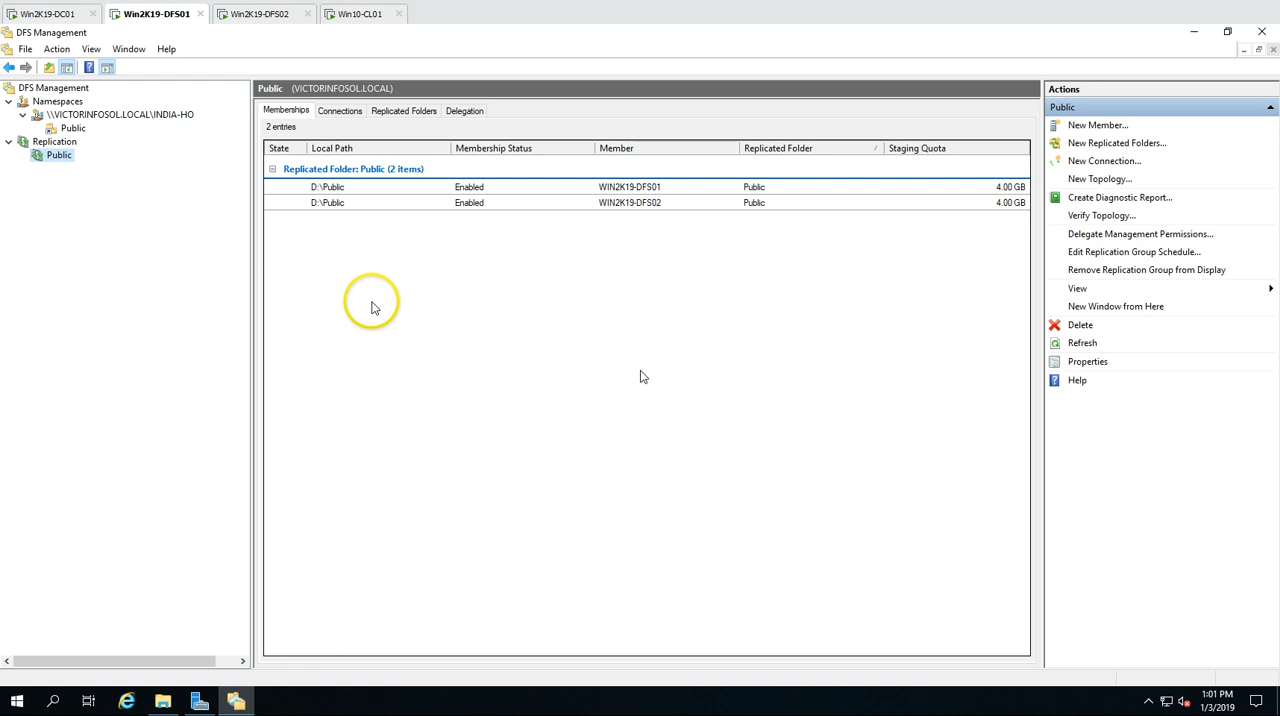 Win2K19-DC01
Win2K19-DFS01
Win2K19-DFS02
Win10-CL01
DFS Management
File Action View Window Help
DFS Management
Namespaces
\\VICTORINFOSOL.LOCAL\INDIA-HO
Public
Replication
Public
Public (VICTORINFOSOL.LOCAL)
Memberships Connections Replicated Folders Delegation
2 entries
State Local Path Membership Status Member Replicated Folder Staging Quota
Replicated Folder: Public (2 items)
D:\Public Enabled WIN2K19-DFS01 Public 4.00 GB
D:\Public Enabled WIN2K19-DFS02 Public 4.00 GB
Actions
Public
New Member...
New Replicated Folders...
New Connection...
New Topology...
Create Diagnostic Report...
Verify Topology...
Delegate Management Permissions...
Edit Replication Group Schedule...
Remove Replication Group from Display
View
New Window from Here
Delete
Refresh
Properties
Help
1:01 PM
1/3/2019